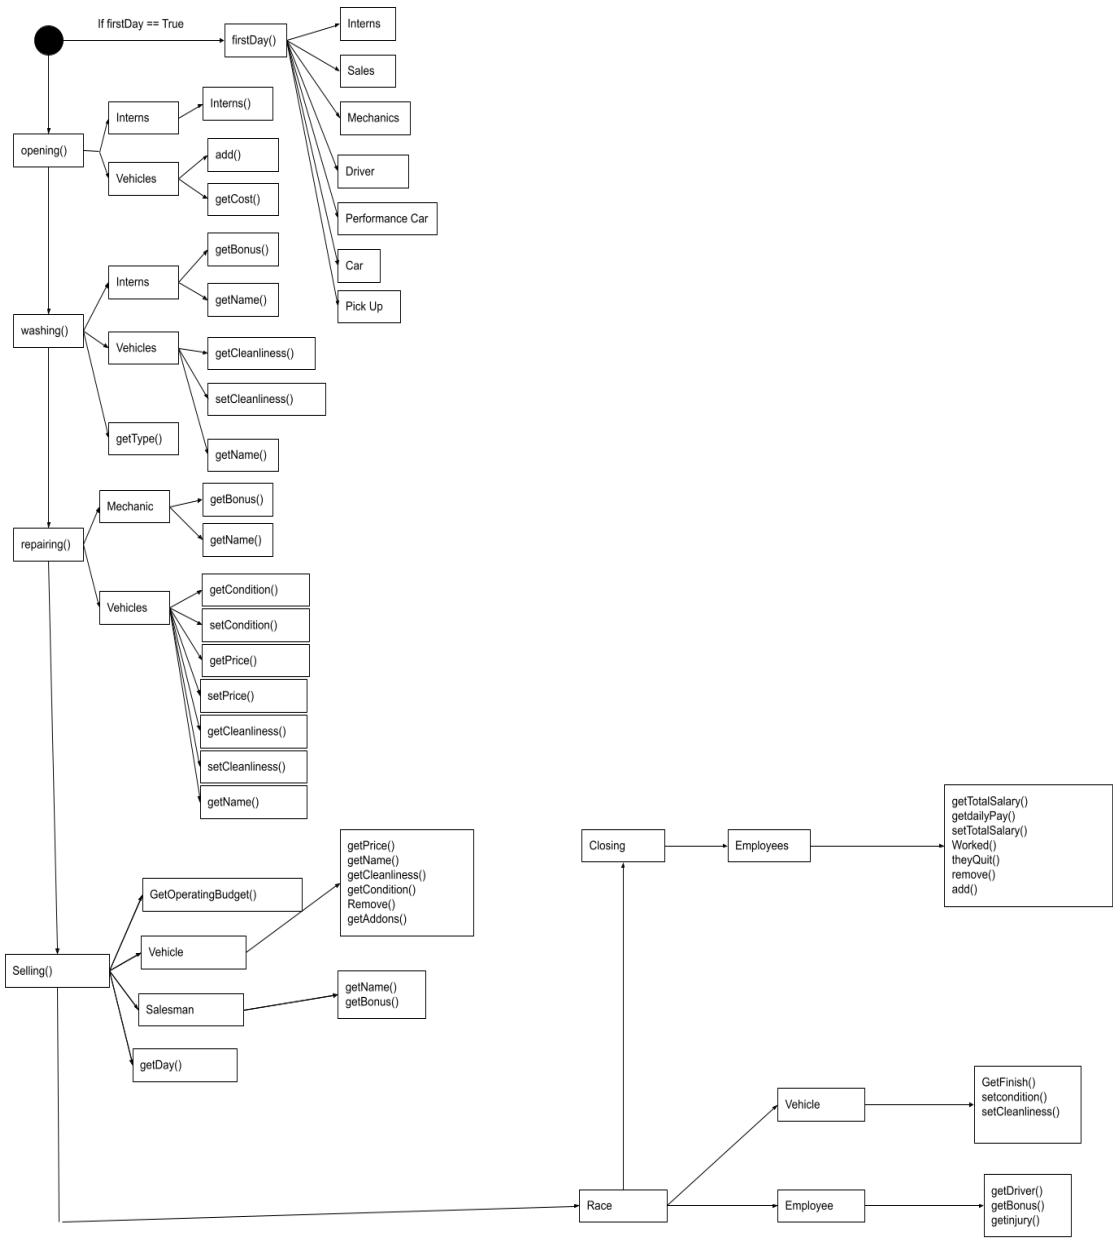 If firstDay == True
firstDay()
Interns
Sales
Mechanics
Driver
Performance Car
Car
Pick Up
opening()
Interns
Interns()
Vehicles
add()
getCost()
washing()
Interns
getBonus()
getName()
Vehicles
getCleanliness()
setCleanliness()
getName()
getType()
repairing()
Mechanic
getBonus()
getName()
Vehicles
getCondition()
setCondition()
getPrice()
setPrice()
getCleanliness()
setCleanliness()
getName()
Selling()
GetOperatingBudget()
Vehicle
getPrice()
getName()
getCleanliness()
getCondition()
Remove()
getAddons()
Salesman
getName()
getBonus()
getDay()
Closing
Employees
getTotalSalary()
getdailyPay()
setTotalSalary()
Worked()
theyQuit()
remove()
add()
Race
Vehicle
GetFinish()
setcondition()
setCleanliness()
Employee
getDriver()
getBonus()
getinjury()